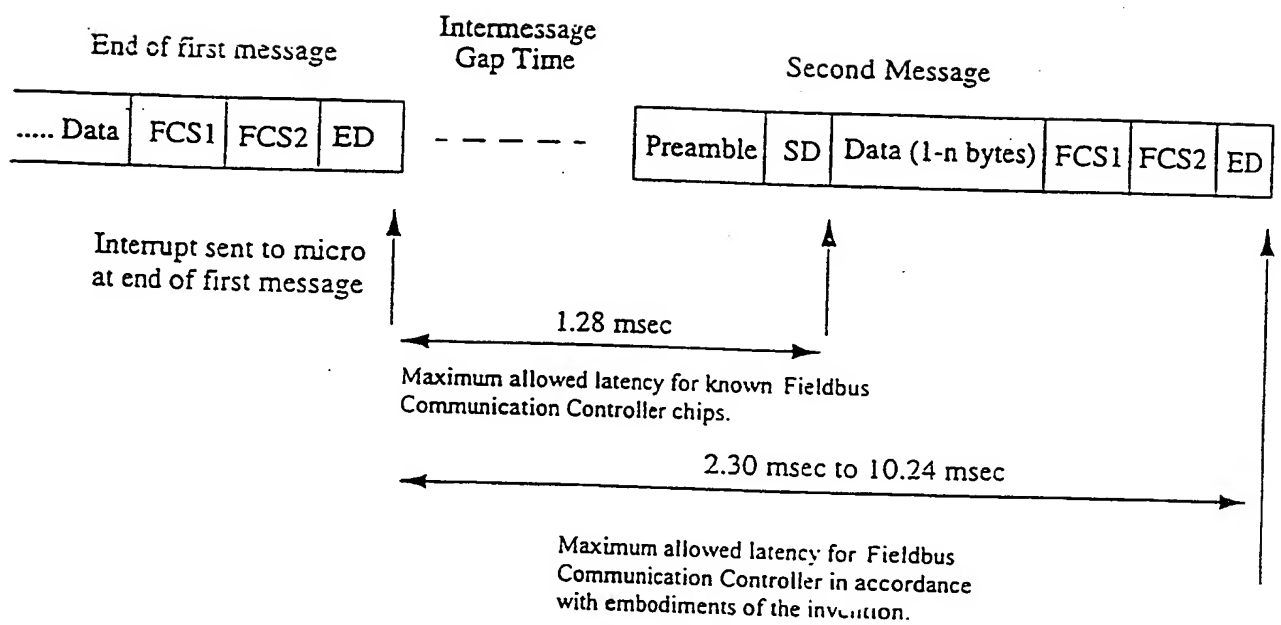 End of first message
Intermessage
Gap Time
Second Message
..... Data FCS1 FCS2 ED
Preamble SD Data (1-n bytes) FCS1 FCS2 ED
Interrupt sent to micro
at end of first message
1.28 msec
Maximum allowed latency for known Fieldbus
Communication Controller chips.
2.30 msec to 10.24 msec
Maximum allowed latency for Fieldbus
Communication Controller in accordance
with embodiments of the invention.